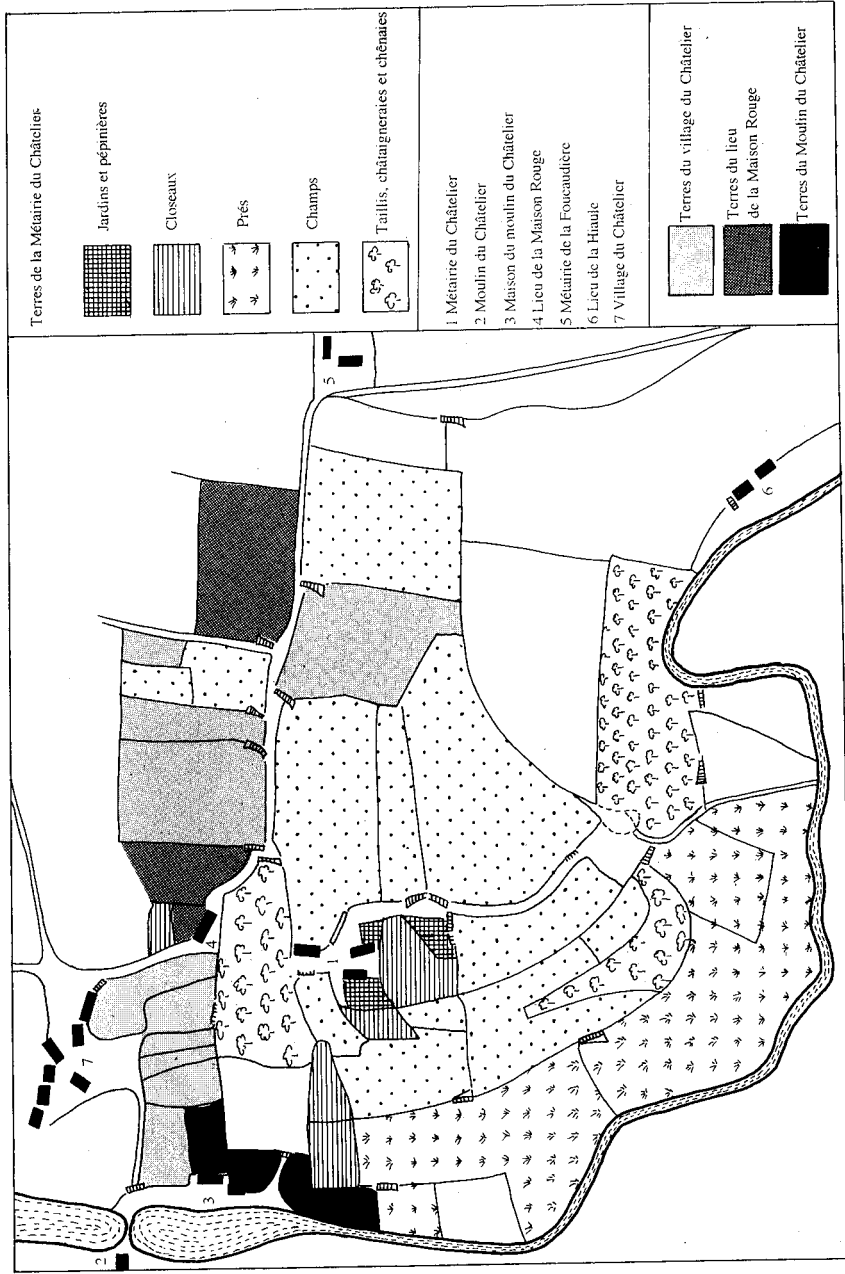 Terres de la Métairie du Châtelier
Jardins et pépinières
Closeaux
Prés
Champs
Taillis, châtaigneraies et chênaies
1 Métairie du Châtelier
2 Moulin du Châtelier
3 Maison du moulin du Châtelier
4 Lieu de la Maison Rouge
5 Métairie de la Foucaudière
6 Lieu de la Hiaule
7 Village du Châtelier
Terres du village du Châtelier
Terres du lieu
de la Maison Rouge
Terres du Moulin du Châtelier
2
3
7
4
1
5
6